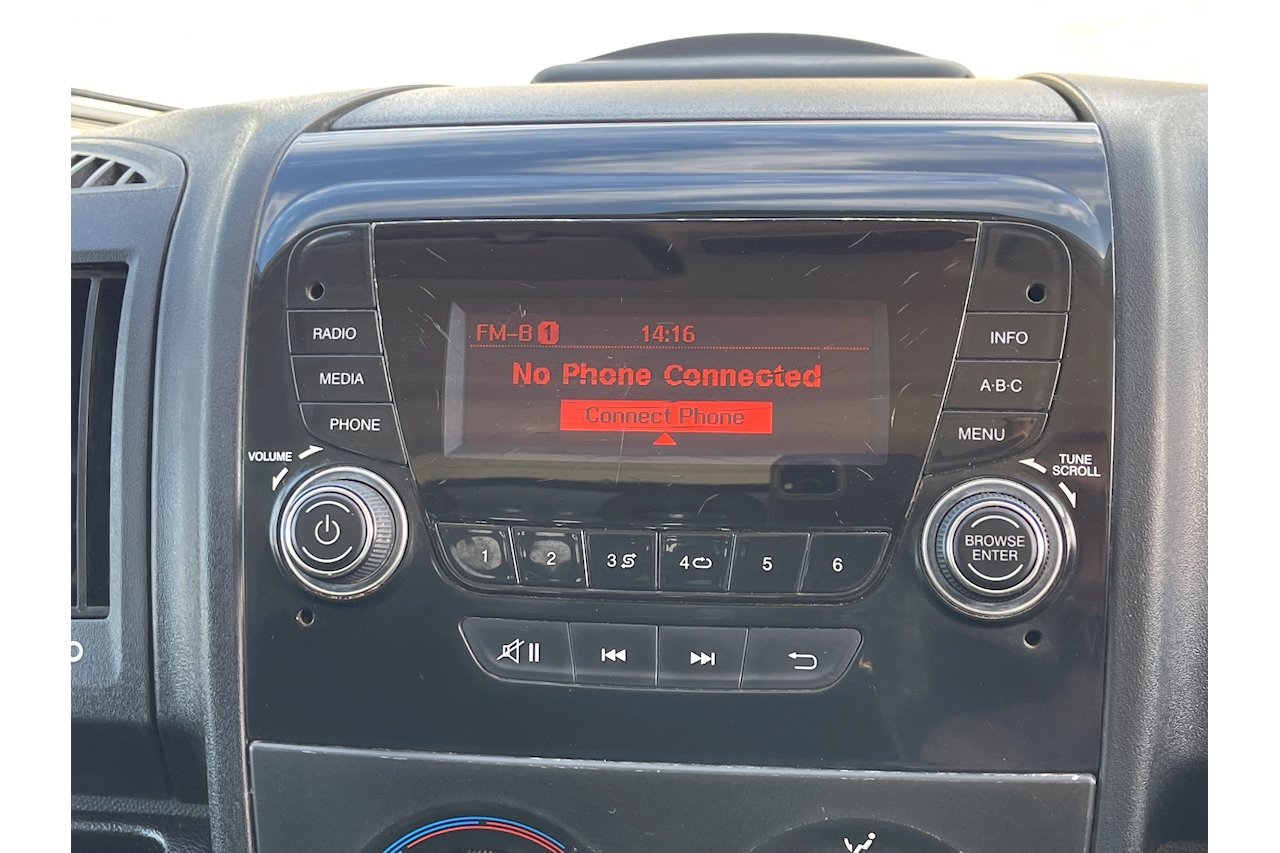 FM-B 1 14:16
No Phone Connected
Connect Phone
RADIO
MEDIA
PHONE
VOLUME
INFO
A·B·C
MENU
TUNE
SCROLL
BROWSE
ENTER
1 2 3 4 5 6